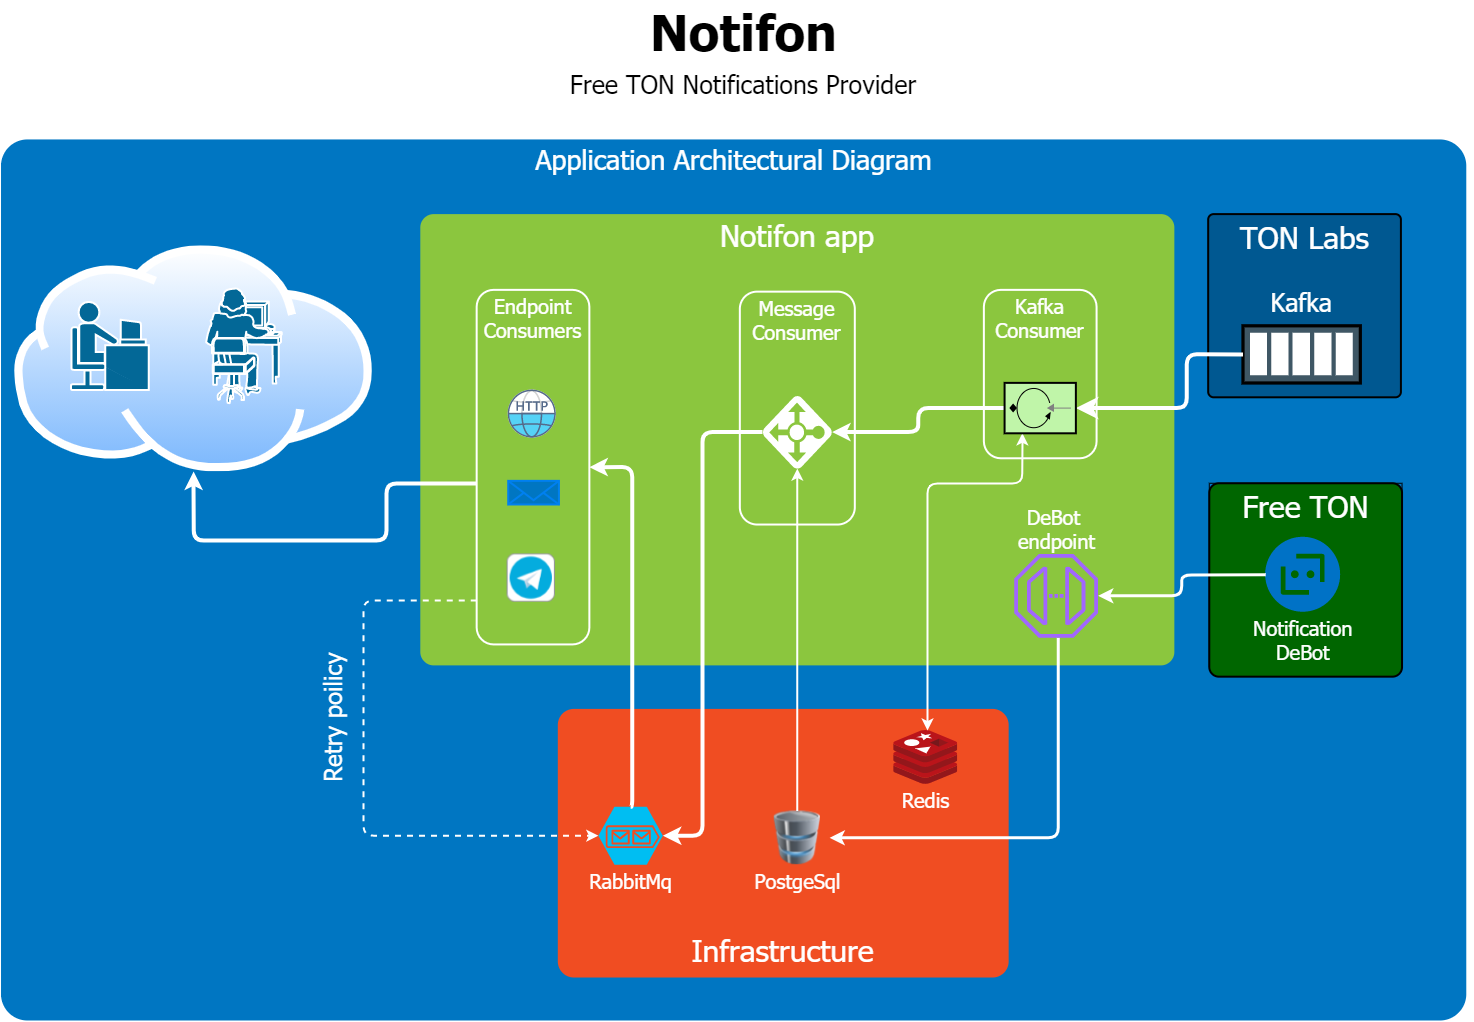 Notifon
Free TON Notifications Provider
Application Architectural Diagram
Notifon app
TON Labs
Kafka
Endpoint
Consumers
Message
Consumer
Kafka
Consumer
HTTP
DeBot
endpoint
Free TON
Notification
DeBot
Retry poilicy
Redis
RabbitMq
PostgeSql
Infrastructure